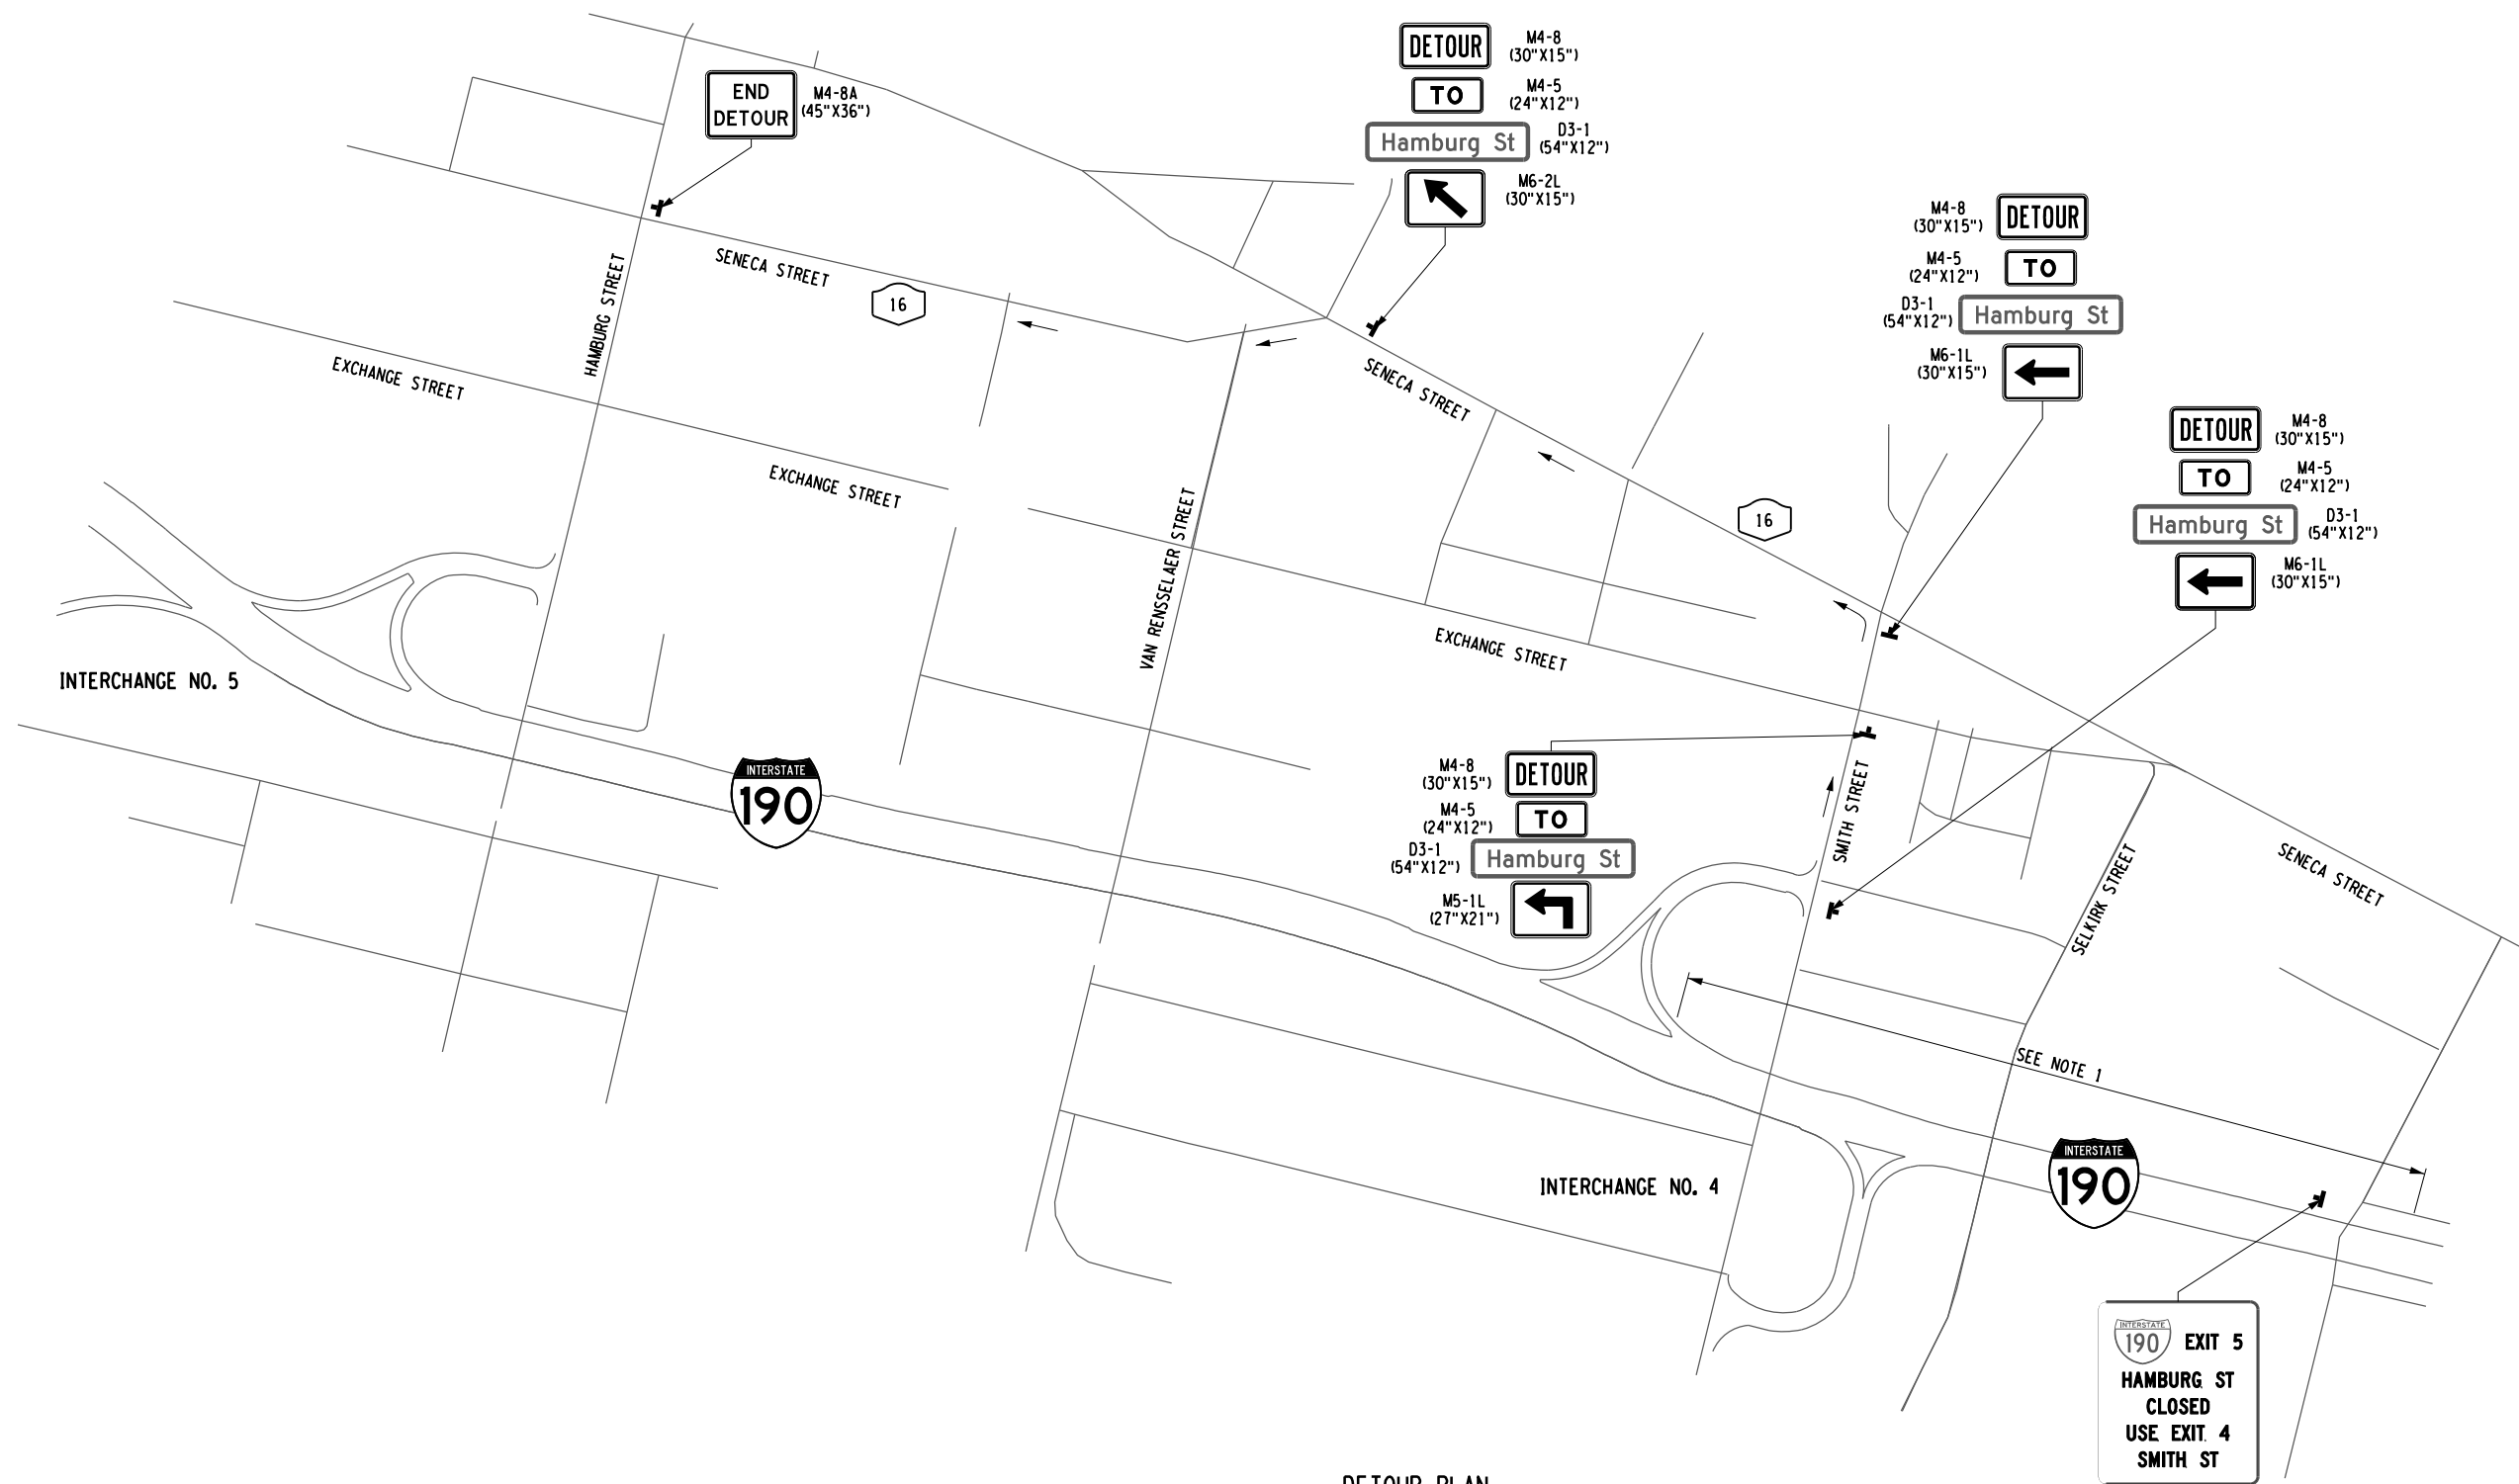 DETOUR
M4-8
(30"X15")
TO
M4-5
(24"X12")
Hamburg St
D3-1
(54"X12")
M6-2L
(30"X15")
END
DETOUR
M4-8A
(45"X36")
M4-8
(30"X15")
DETOUR
M4-5
(24"X12")
TO
D3-1
(54"X12")
Hamburg St
M6-1L
(30"X15")
HAMBURG STREET
SENECA STREET
16
EXCHANGE STREET
SENECA STREET
DETOUR
M4-8
(30"X15")
TO
M4-5
(24"X12")
Hamburg St
D3-1
(54"X12")
M6-1L
(30"X15")
EXCHANGE STREET
16
VAN RENSSELAER STREET
EXCHANGE STREET
INTERCHANGE NO. 5
INTERSTATE
190
M4-8
(30"X15")
DETOUR
M4-5
(24"X12")
TO
D3-1
(54"X12")
Hamburg St
M5-1L
(27"X21")
SMITH STREET
SELKIRK STREET
SENECA STREET
SEE NOTE 1
INTERCHANGE NO. 4
INTERSTATE
190
INTERSTATE
190
EXIT 5
HAMBURG ST
CLOSED
USE EXIT 4
SMITH ST
DETOUR PLAN